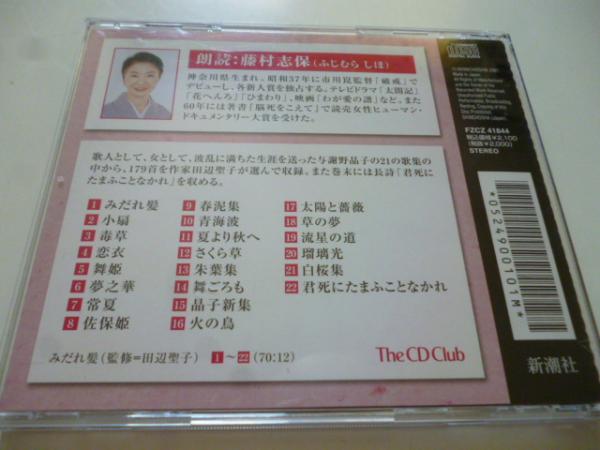 朗読：藤村志保（ふじむら しほ）
神奈川県生まれ。昭和37年に市川崑監督「破戒」で
デビューし、各新人賞を独占する。テレビドラマ「太閤記」
「花へんろ」「ひまわり」、映画「わが愛の譜」など。また
60年には著書「脳死をこえて」で読売女性ヒューマン・
ドキュメンタリー大賞を受けた。
歌人として、女として、波乱に満ちた生涯を送った与謝野晶子の21の歌集の
中から、179首を作家田辺聖子が選んで収録。また巻末には長詩「君死に
たまふことなかれ」を収める。
1 みだれ髪
2 小扇
3 毒草
4 恋衣
5 舞姫
6 夢之華
7 常夏
8 佐保姫
9 春泥集
10 青海波
11 夏より秋へ
12 さくら草
13 朱葉集
14 舞ごろも
15 晶子新集
16 火の鳥
17 太陽と薔薇
18 草の夢
19 流星の道
20 瑠璃光
21 白桜集
22 君死にたまふことなかれ
みだれ髪（監修=田辺聖子） 1〜22（70:12）
The CD Club
FZCZ 41844
税込価格¥2,100
(税抜¥2,000)
STEREO
*0524900101M*
新潮社